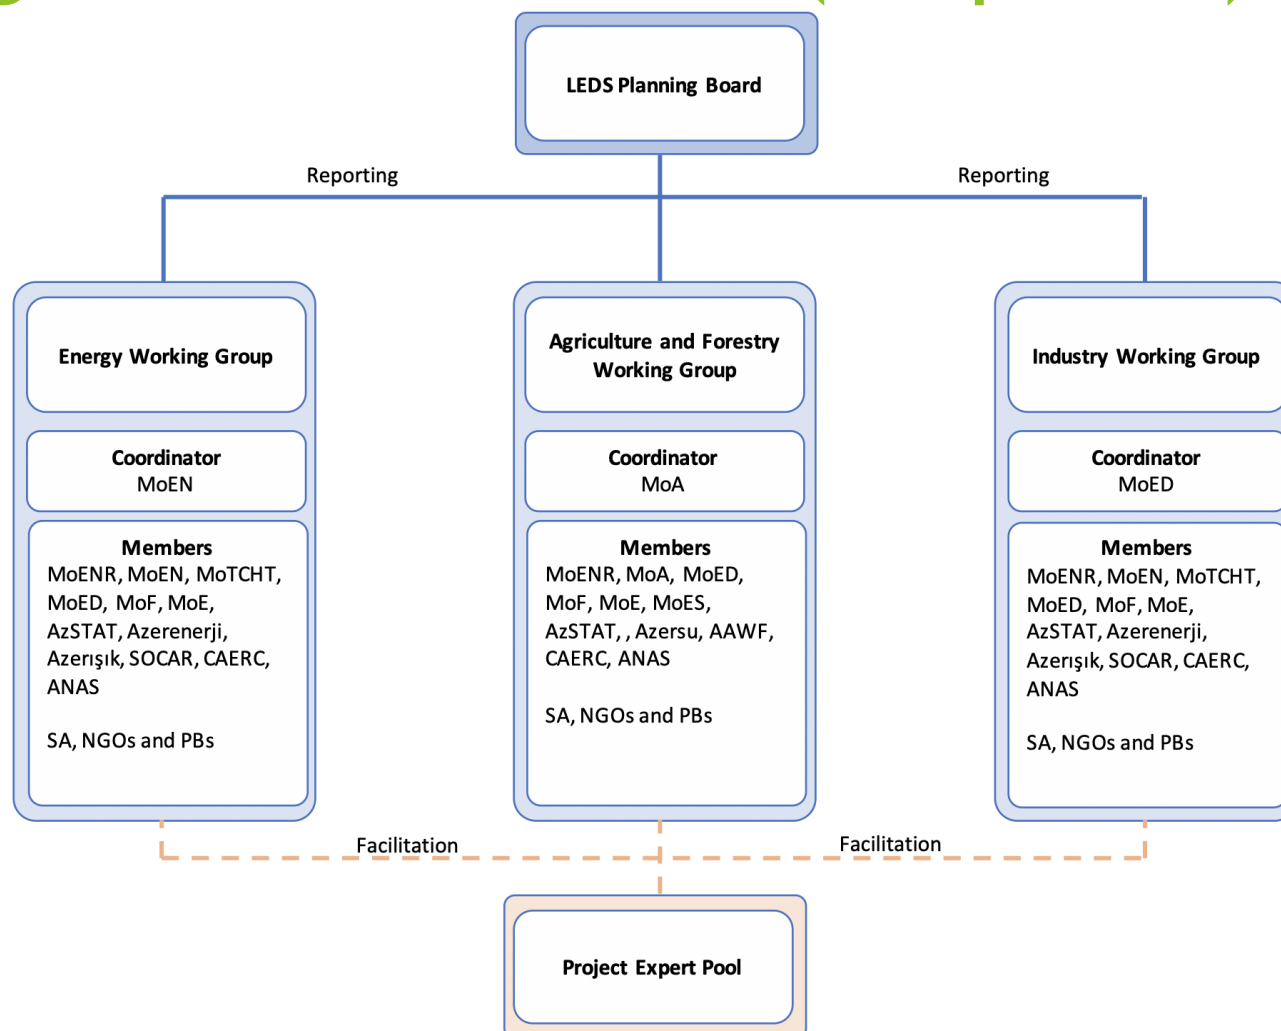 LEDS Planning Board
Reporting
Reporting
Energy Working Group
Coordinator
MoEN
Members
MoENR, MoEN, MoTCHT,
MoED, MoF, MoE,
AzSTAT, Azerenerji,
Azerışık, SOCAR, CAERC,
ANAS
SA, NGOs and PBs
Agriculture and Forestry
Working Group
Coordinator
MoA
Members
MoENR, MoA, MoED,
MoF, MoE, MoES,
AzSTAT, , Azersu, AAWF,
CAERC, ANAS
SA, NGOs and PBs
Industry Working Group
Coordinator
MoED
Members
MoENR, MoEN, MoTCHT,
MoED, MoF, MoE,
AzSTAT, Azerenerji,
Azerışık, SOCAR, CAERC,
ANAS
SA, NGOs and PBs
Facilitation
Facilitation
Project Expert Pool